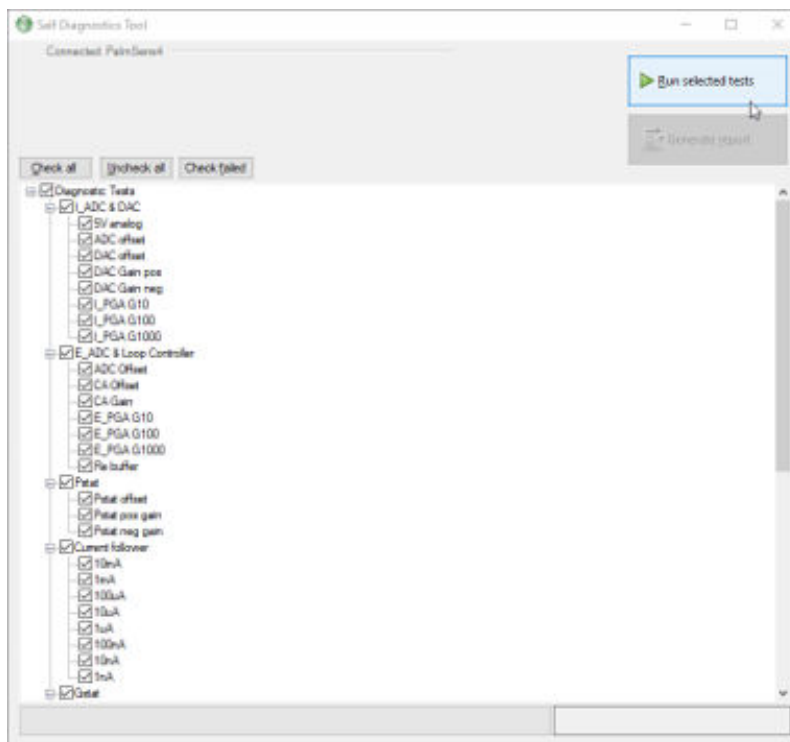 Self Diagnostics Tool
Connected: PalmSens4
Run selected tests
Generate report
Check all
Uncheck all
Check failed
Diagnostic Tests
I_ADC & DAC
5V analog
ADC offset
DAC offset
DAC Gain pos
DAC Gain neg
I_PGA G10
I_PGA G100
I_PGA G1000
E_ADC & Loop Controller
ADC Offset
CA Offset
CA Gain
E_PGA G10
E_PGA G100
E_PGA G1000
Re buffer
Pstat
Pstat offset
Pstat pos gain
Pstat neg gain
Current follower
10mA
1mA
100uA
10uA
1uA
100nA
10nA
1nA
Gstat